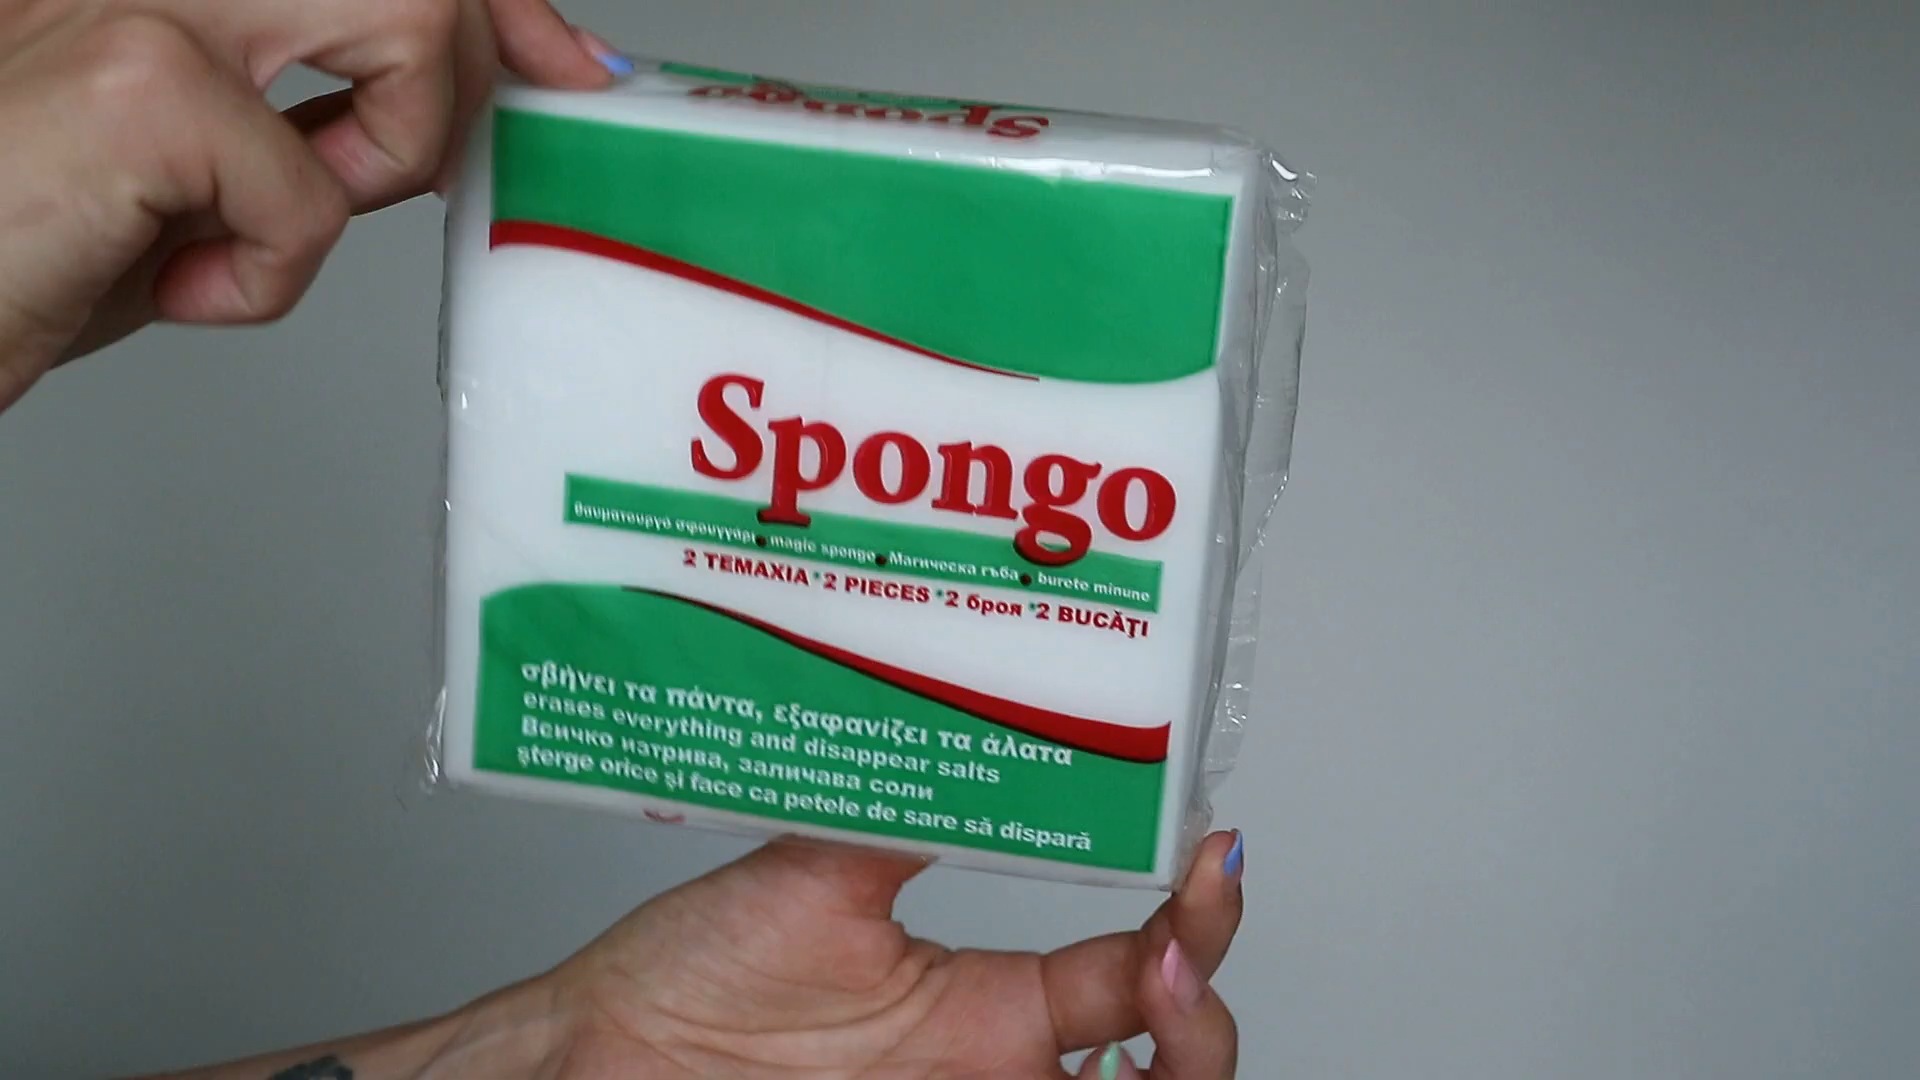 Spongo
Spongo
θαυματουργό σφουγγάρι • magic sponge • Магическа гъба • burete minune
2 ΤΕΜΑΧΙΑ • 2 PIECES • 2 броя • 2 BUCĂŢI
σβήνει τα πάντα, εξαφανίζει τα άλατα
erases everything and disappear salts
Всичко изтрива, заличава соли
şterge orice şi face ca petele de sare să dispară